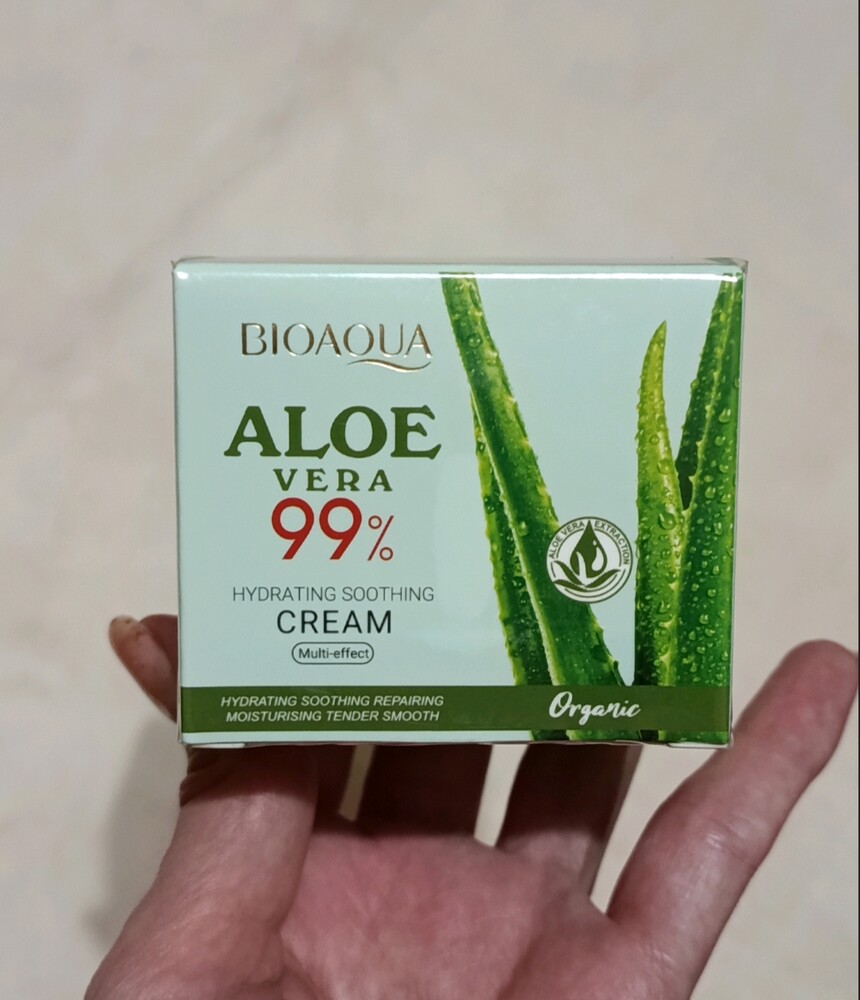 BIOAQUA
ALOE
VERA
99%
HYDRATING SOOTHING
CREAM
Multi-effect
ALOE VERA EXTRACTION
HYDRATING SOOTHING REPAIRING
MOISTURISING TENDER SMOOTH
Organic